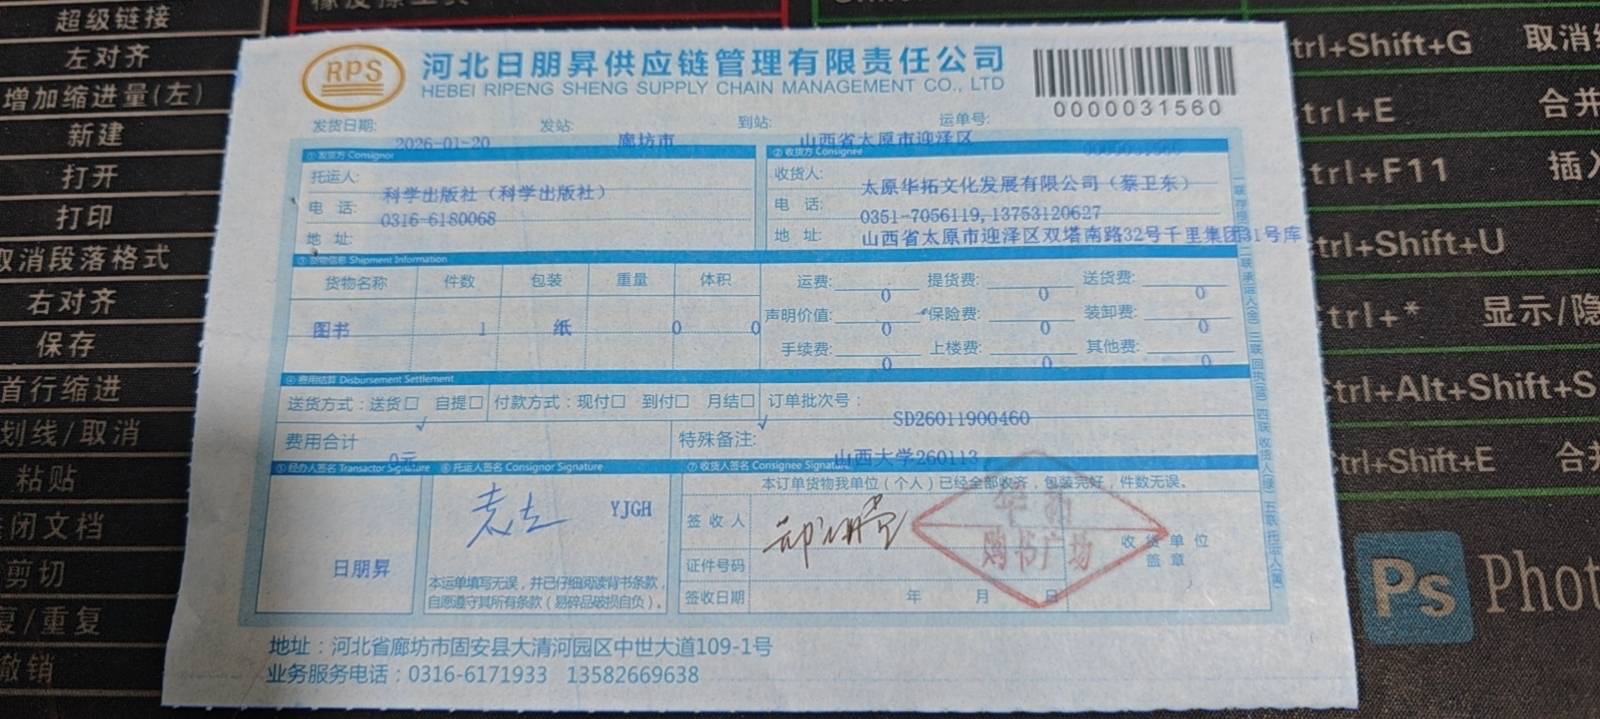 超级链接
左对齐
增加缩进量(左)
新建
打开
打印
取消段落格式
右对齐
保存
首行缩进
划线/取消
粘贴
关闭文档
剪切
复/重复
撤销
RPS
河北日朋昇供应链管理有限责任公司
HEBEI RIPENG SHENG SUPPLY CHAIN MANAGEMENT CO., LTD
0000031560
发货日期: 2026-01-20 发站: 廊坊市 到站: 山西省太原市迎泽区 运单号:
① 发货方 Consignor
托运人: 科学出版社（科学出版社）
电 话: 0316-6180068
地 址:
② 收货方 Consignee
收货人: 太原华拓文化发展有限公司（蔡卫东）
电 话: 0351-7056119,13753120627
地 址: 山西省太原市迎泽区双塔南路32号千里集团31号库
③ 货物信息 Shipment Information
货物名称 件数 包装 重量 体积
图书 1 纸 0 0
运费: 0 提货费: 0 送货费: 0
声明价值: 0 保险费: 0 装卸费: 0
手续费: 0 上楼费: 0 其他费: 0
④ 费用结算 Disbursement Settlement
送货方式：送货☐ 自提☐ 付款方式：现付☐ 到付☐ 月结☐ 订单批次号： SD26011900460
√ √
费用合计 0元 特殊备注: 山西大学260113
⑤ 经办人签名 Transactor Signature
日朋昇
⑥ 托运人签名 Consignor Signature
YJGH
本运单填写无误，并已仔细阅读背书条款，
自愿遵守其所有条款（易碎品破损自负）。
⑦ 收货人签名 Consignee Signature
本订单货物我单位（个人）已经全部收齐，包装完好，件数无误。
签 收 人
证件号码
签收日期 年 月 日
收 货 单 位
盖 章
华拓
购书广场
地址：河北省廊坊市固安县大清河园区中世大道109-1号
业务服务电话：0316-6171933 13582669638
trl+Shift+G 取消
trl+E 合并
trl+F11 插入
trl+Shift+U
trl+* 显示/隐
Ctrl+Alt+Shift+S
Ctrl+Shift+E 合并
Ps Phot